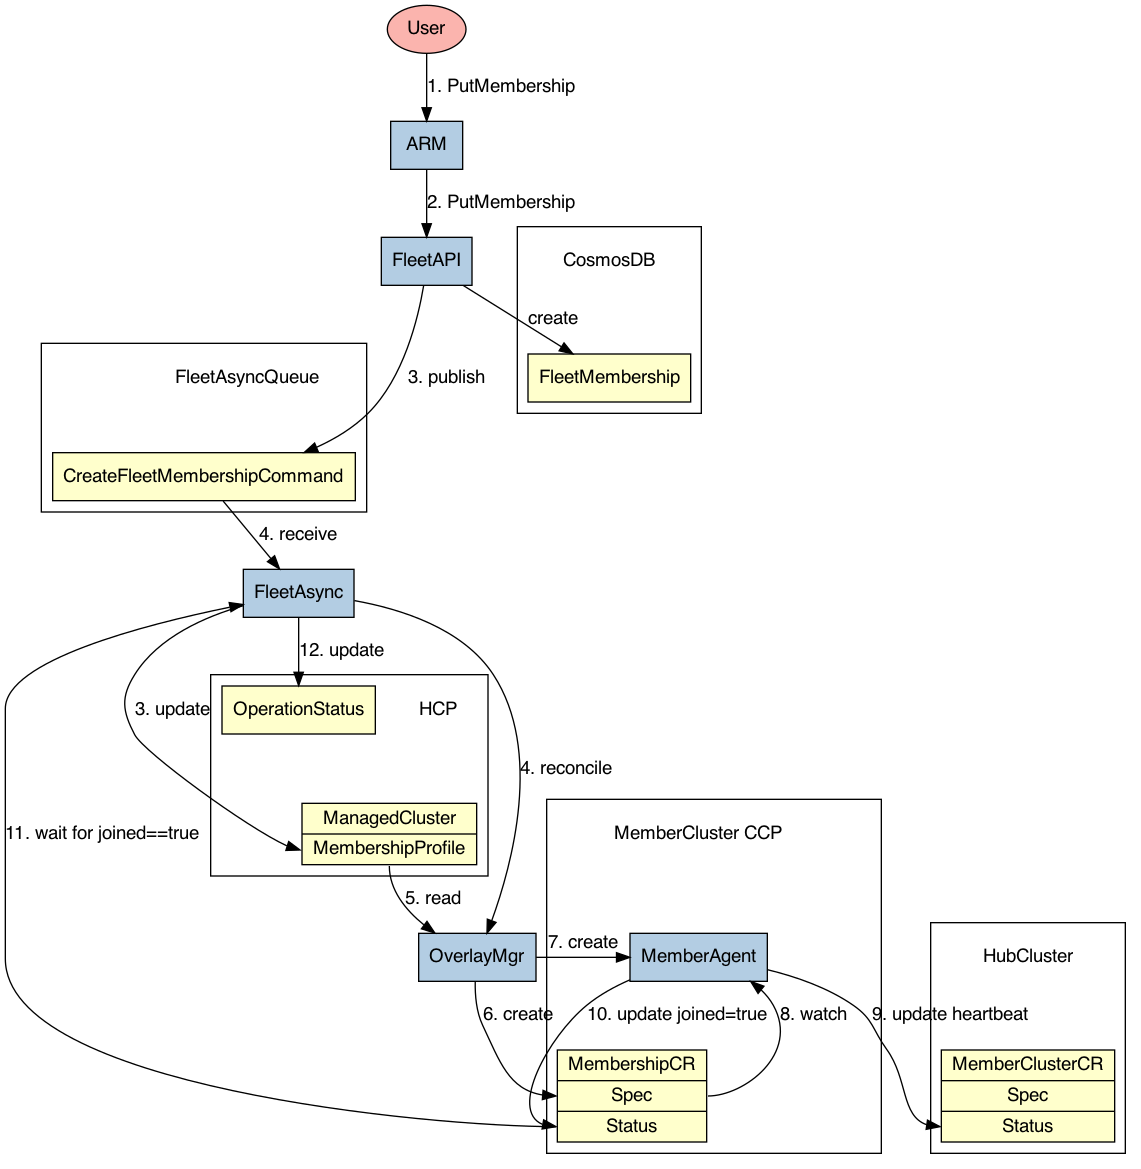 User
1. PutMembership
ARM
2. PutMembership
FleetAPI
CosmosDB
create
FleetMembership
3. publish
FleetAsyncQueue
CreateFleetMembershipCommand
4. receive
FleetAsync
12. update
3. update
OperationStatus
HCP
4. reconcile
ManagedCluster
MembershipProfile
11. wait for joined==true
MemberCluster CCP
5. read
OverlayMgr
7. create
MemberAgent
HubCluster
6. create
10. update joined=true
8. watch
9. update heartbeat
MembershipCR
Spec
Status
MemberClusterCR
Spec
Status